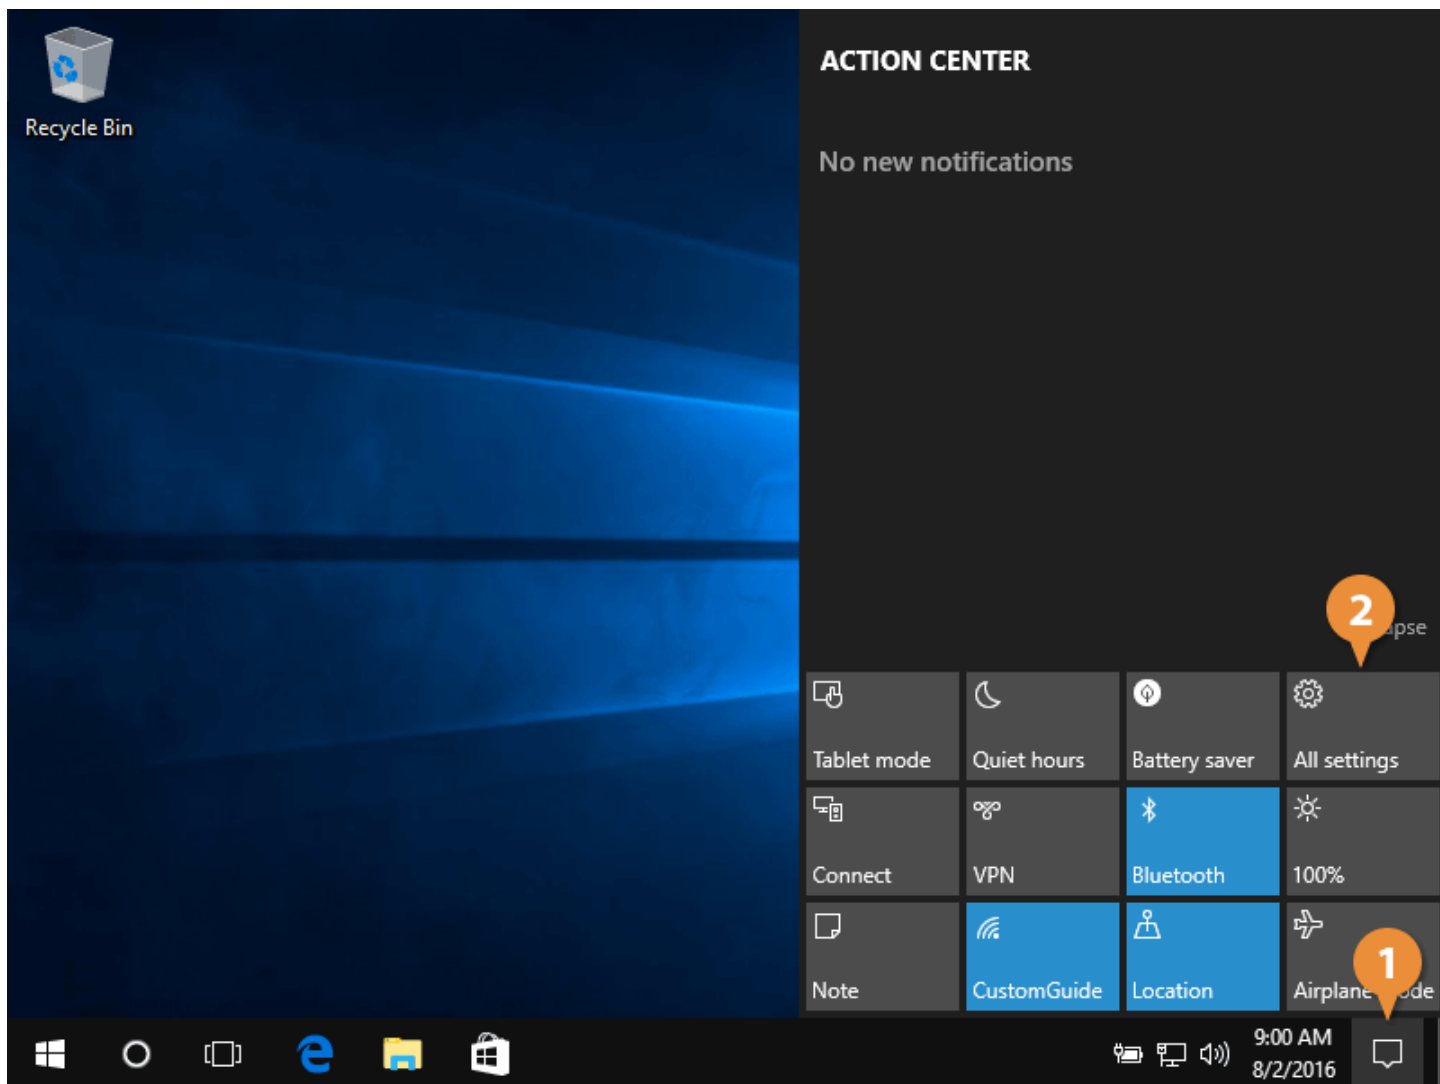 Recycle Bin
ACTION CENTER
No new notifications
2
Tablet mode
Quiet hours
Battery saver
All settings
Connect
VPN
Bluetooth
100%
Note
CustomGuide
Location
1
9:00 AM
8/2/2016